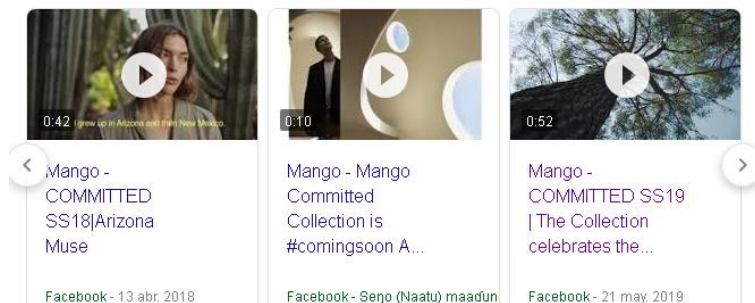 0:42
I grew up in Arizona and then New Mexico.
0:10
0:52
Mango -
COMMITTED
SS18|Arizona
Muse
Facebook - 13 abr. 2018
Mango - Mango
Committed
Collection is
#comingsoon A...
Facebook - Seŋo (Naatu) maaɗun
Mango -
COMMITTED SS19
| The Collection
celebrates the...
Facebook - 21 may. 2019